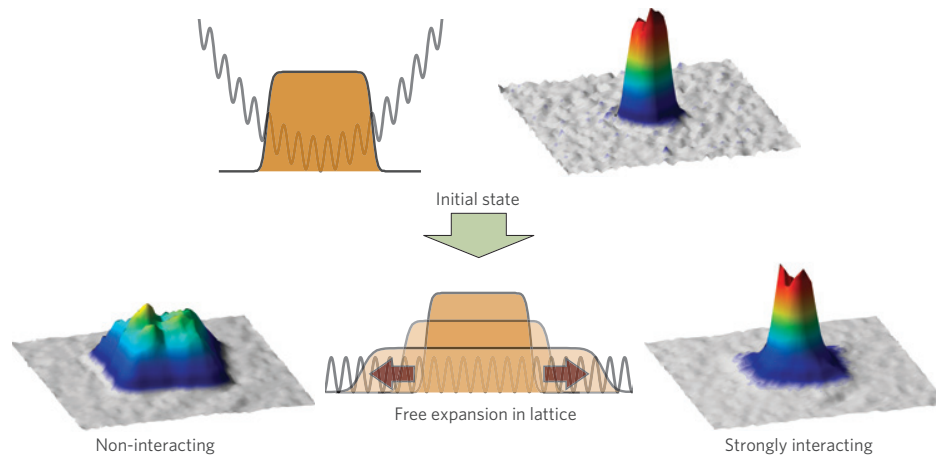 Initial state
Free expansion in lattice
Non-interacting
Strongly interacting